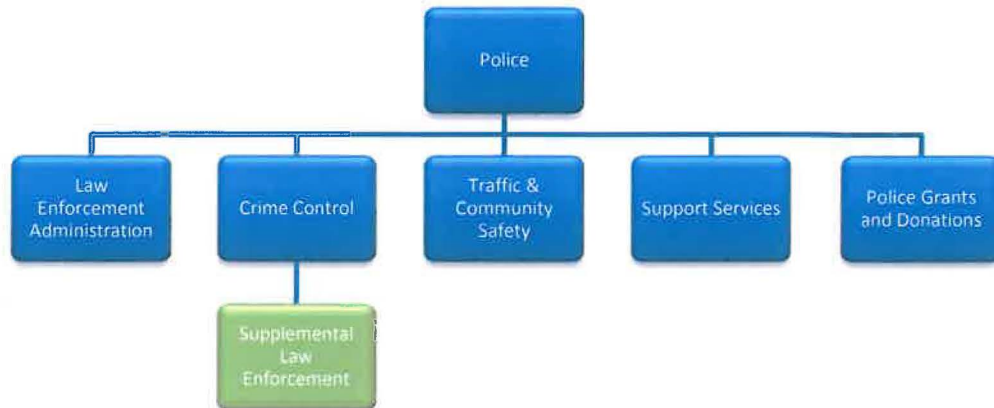 Police
Law
Enforcement
Administration
Crime Control
Traffic &
Community
Safety
Support Services
Police Grants
and Donations
Supplemental
Law
Enforcement